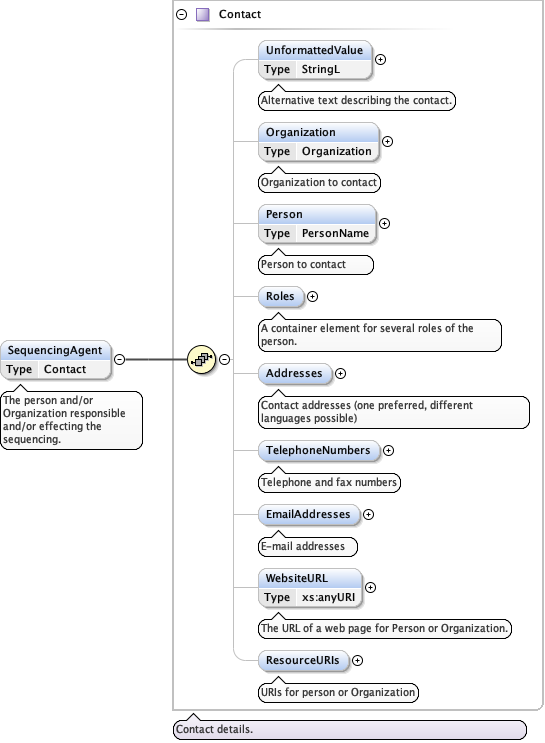 Contact
UnformattedValue
Type StringL
Alternative text describing the contact.
Organization
Type Organization
Organization to contact
Person
Type PersonName
Person to contact
Roles
A container element for several roles of the
person.
SequencingAgent
Type Contact
The person and/or
Organization responsible
and/or effecting the
sequencing.
Addresses
Contact addresses (one preferred, different
languages possible)
TelephoneNumbers
Telephone and fax numbers
EmailAddresses
E-mail addresses
WebsiteURL
Type xs:anyURI
The URL of a web page for Person or Organization.
ResourceURIs
URIs for person or Organization
Contact details.